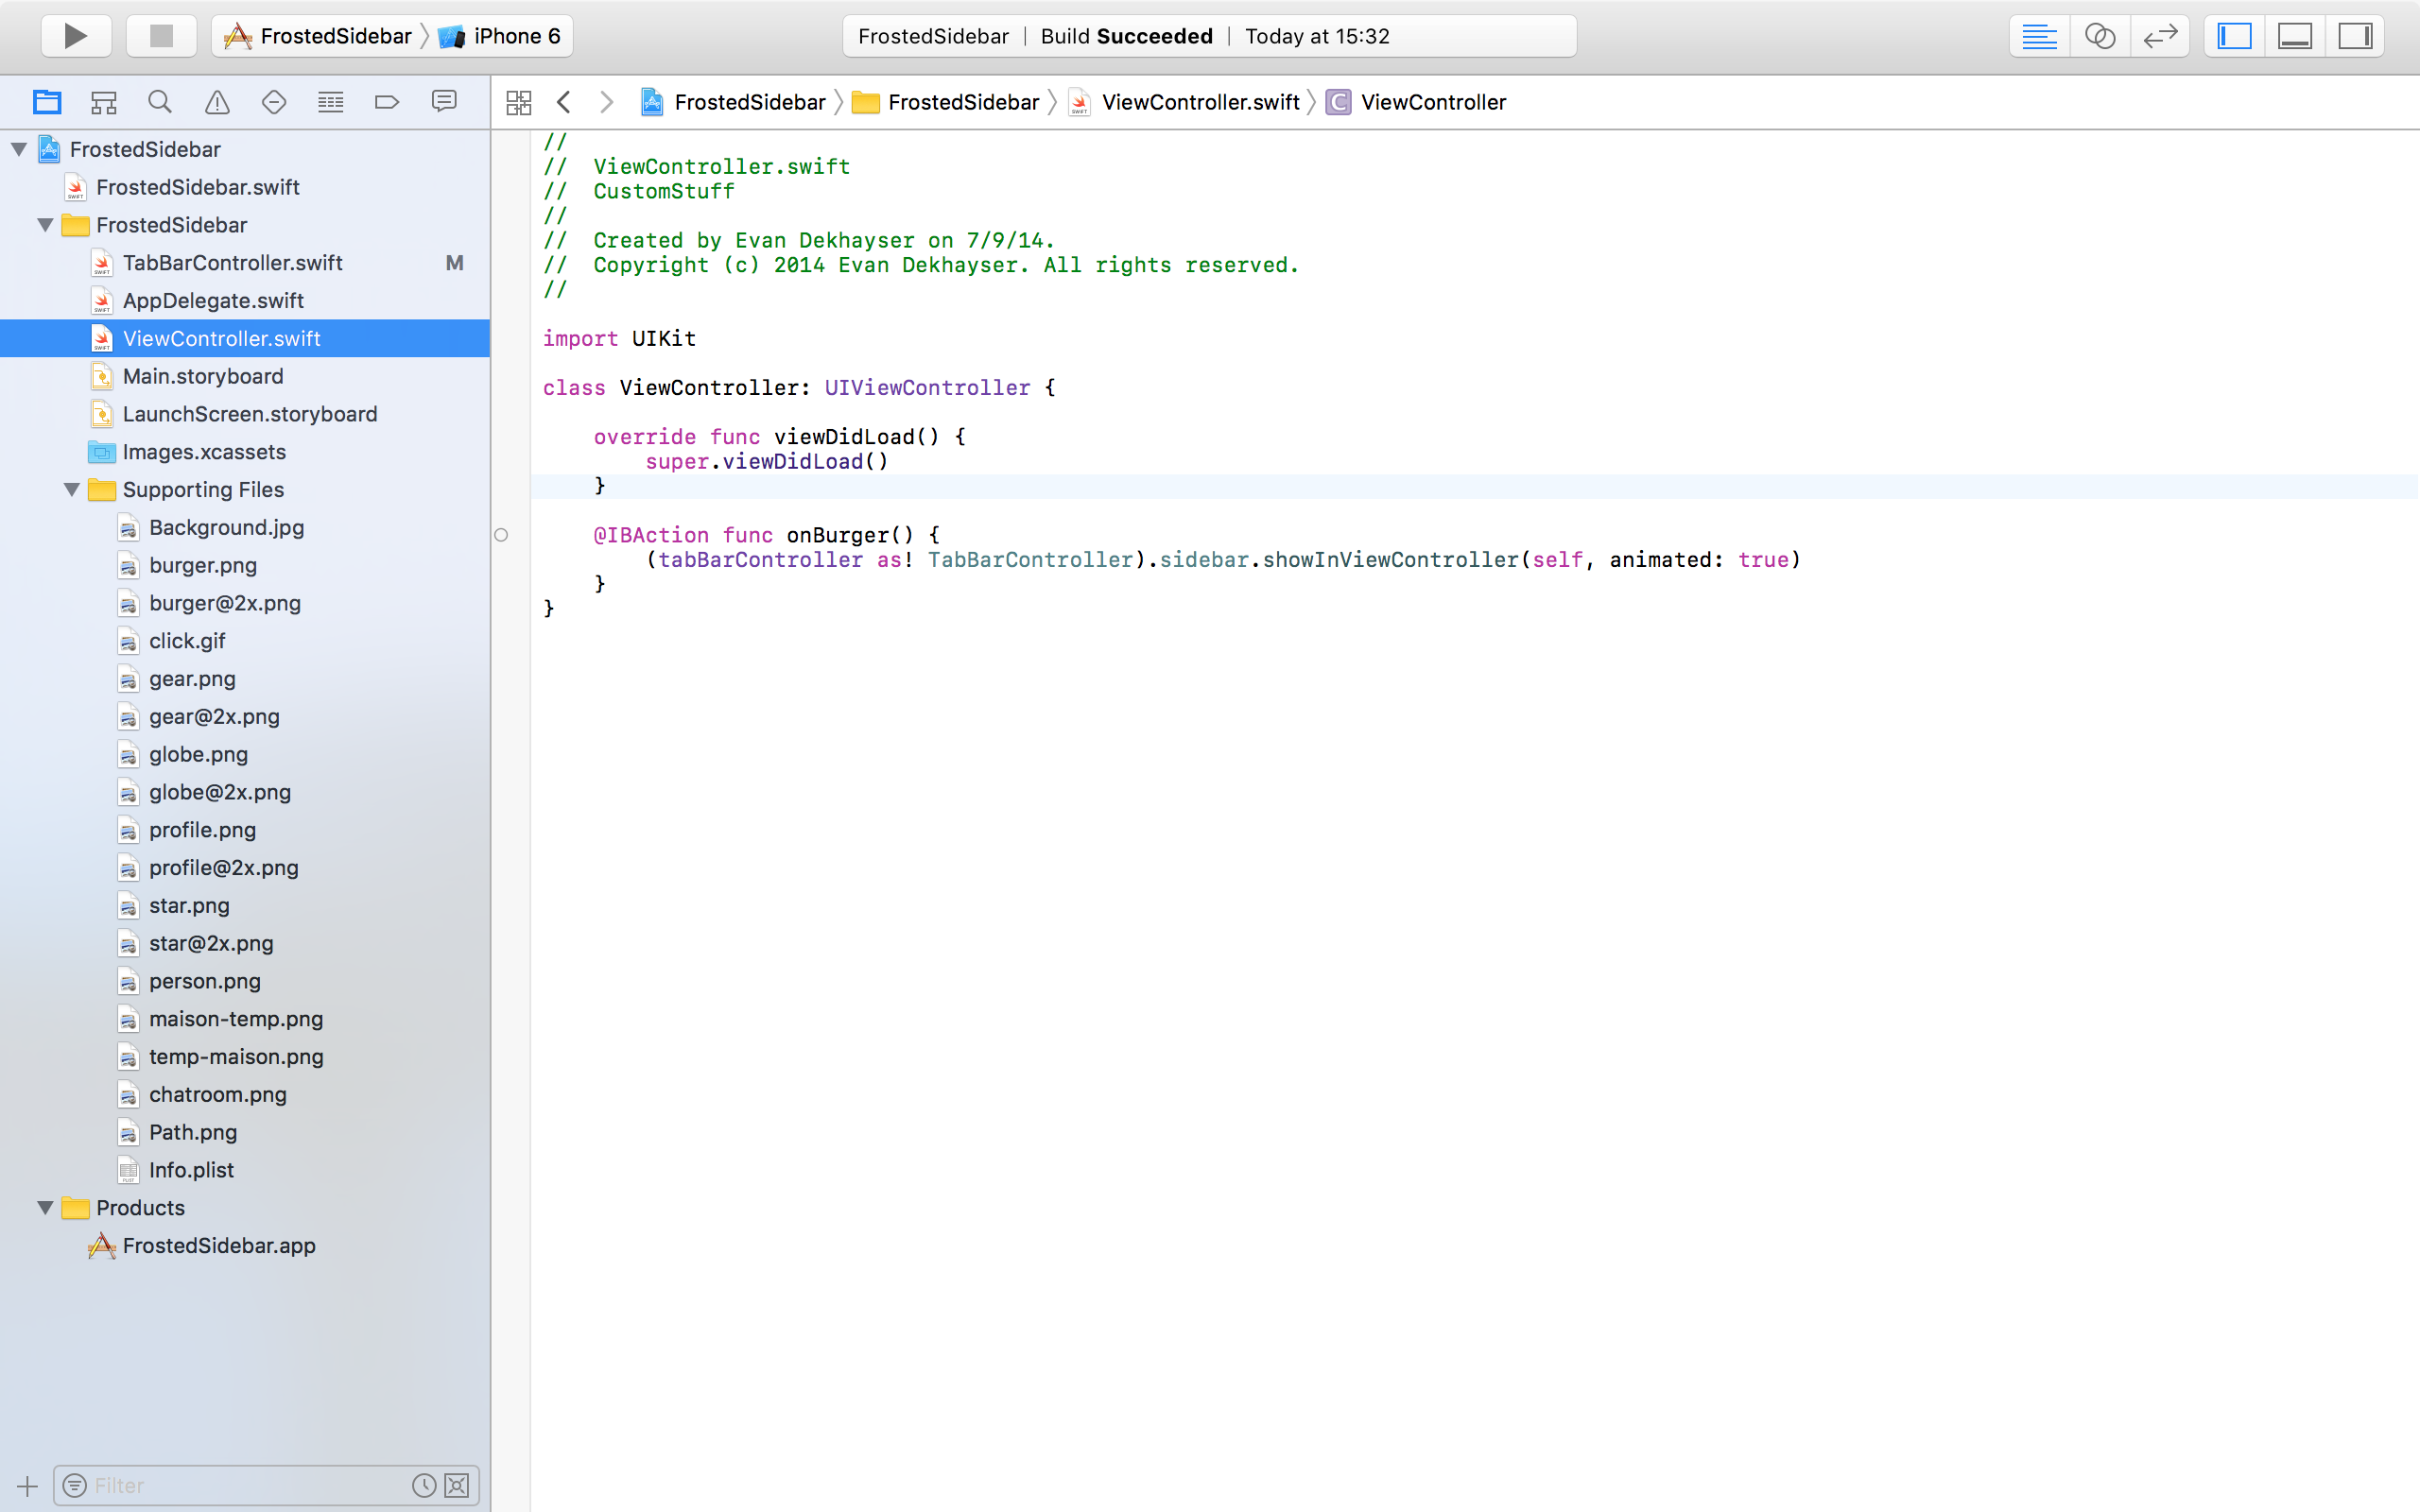 FrostedSidebar iPhone 6
FrostedSidebar | Build Succeeded | Today at 15:32
FrostedSidebar FrostedSidebar ViewController.swift C ViewController
FrostedSidebar
FrostedSidebar.swift
FrostedSidebar
TabBarController.swift M
AppDelegate.swift
ViewController.swift
Main.storyboard
LaunchScreen.storyboard
Images.xcassets
Supporting Files
Background.jpg
burger.png
burger@2x.png
click.gif
gear.png
gear@2x.png
globe.png
globe@2x.png
profile.png
profile@2x.png
star.png
star@2x.png
person.png
maison-temp.png
temp-maison.png
chatroom.png
Path.png
Info.plist
Products
FrostedSidebar.app
Filter
//
//  ViewController.swift
//  CustomStuff
//
//  Created by Evan Dekhayser on 7/9/14.
//  Copyright (c) 2014 Evan Dekhayser. All rights reserved.
//
import UIKit
class ViewController: UIViewController {
    override func viewDidLoad() {
        super.viewDidLoad()
    }
    @IBAction func onBurger() {
        (tabBarController as! TabBarController).sidebar.showInViewController(self, animated: true)
    }
}